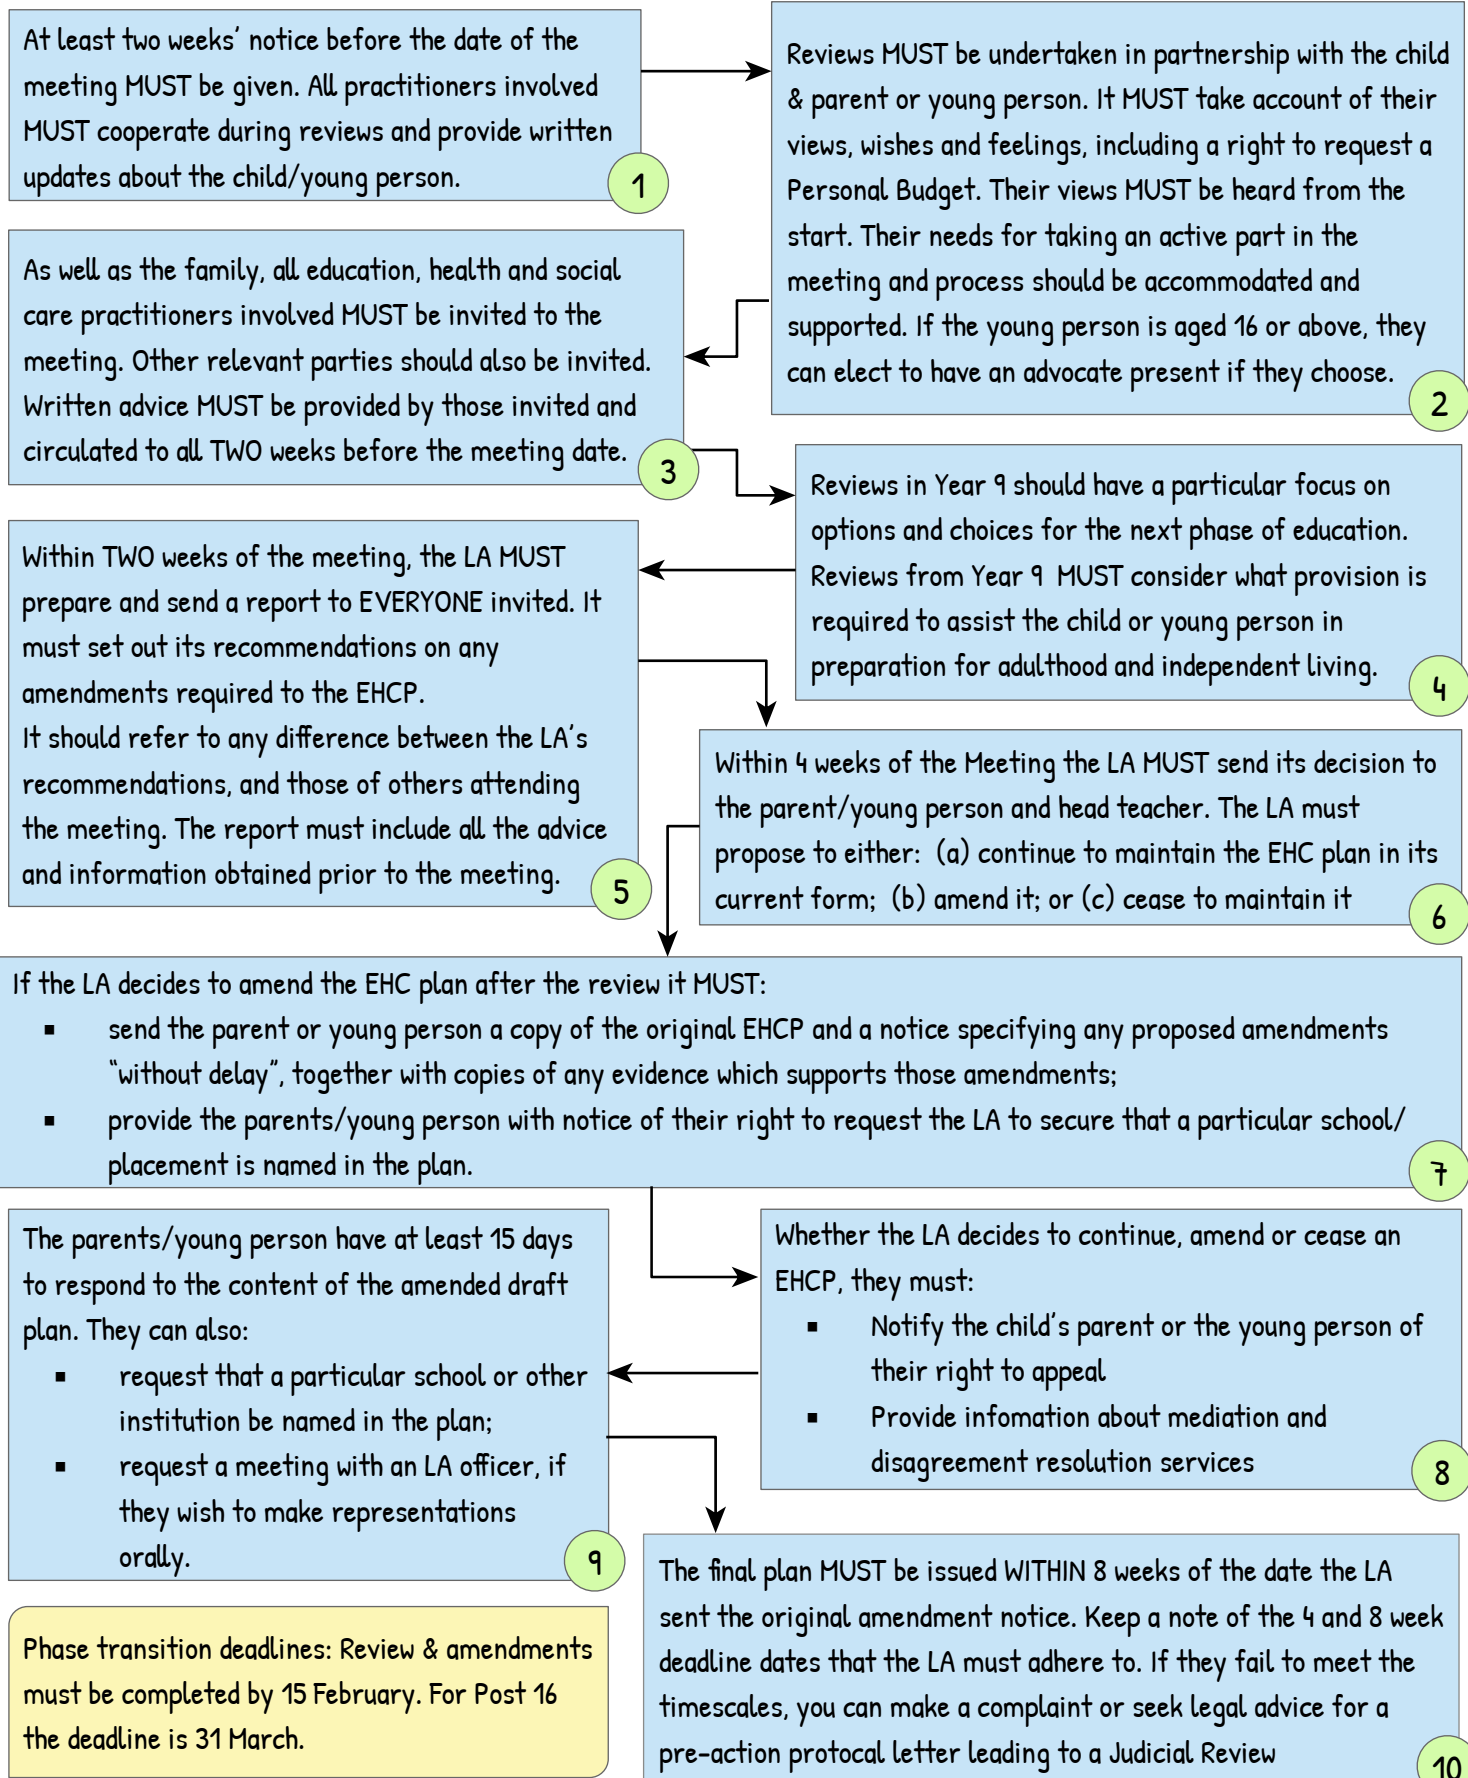 At least two weeks' notice before the date of the
meeting MUST be given. All practitioners involved
MUST cooperate during reviews and provide written
updates about the child/young person.
1
Reviews MUST be undertaken in partnership with the child
& parent or young person. It MUST take account of their
views, wishes and feelings, including a right to request a
Personal Budget. Their views MUST be heard from the
start. Their needs for taking an active part in the
meeting and process should be accommodated and
supported. If the young person is aged 16 or above, they
can elect to have an advocate present if they choose.
2
As well as the family, all education, health and social
care practitioners involved MUST be invited to the
meeting. Other relevant parties should also be invited.
Written advice MUST be provided by those invited and
circulated to all TWO weeks before the meeting date.
3
Reviews in Year 9 should have a particular focus on
options and choices for the next phase of education.
Reviews from Year 9 MUST consider what provision is
required to assist the child or young person in
preparation for adulthood and independent living.
4
Within TWO weeks of the meeting, the LA MUST
prepare and send a report to EVERYONE invited. It
must set out its recommendations on any
amendments required to the EHCP.
It should refer to any difference between the LA's
recommendations, and those of others attending
the meeting. The report must include all the advice
and information obtained prior to the meeting.
5
Within 4 weeks of the Meeting the LA MUST send its decision to
the parent/young person and head teacher. The LA must
propose to either: (a) continue to maintain the EHC plan in its
current form; (b) amend it; or (c) cease to maintain it
6
If the LA decides to amend the EHC plan after the review it MUST:
▪ send the parent or young person a copy of the original EHCP and a notice specifying any proposed amendments
"without delay", together with copies of any evidence which supports those amendments;
▪ provide the parents/young person with notice of their right to request the LA to secure that a particular school/
placement is named in the plan.
7
Whether the LA decides to continue, amend or cease an
EHCP, they must:
▪ Notify the child's parent or the young person of
their right to appeal
▪ Provide infomation about mediation and
disagreement resolution services
8
The parents/young person have at least 15 days
to respond to the content of the amended draft
plan. They can also:
▪ request that a particular school or other
institution be named in the plan;
▪ request a meeting with an LA officer, if
they wish to make representations
orally.
9
The final plan MUST be issued WITHIN 8 weeks of the date the LA
sent the original amendment notice. Keep a note of the 4 and 8 week
deadline dates that the LA must adhere to. If they fail to meet the
timescales, you can make a complaint or seek legal advice for a
pre-action protocal letter leading to a Judicial Review
10
Phase transition deadlines: Review & amendments
must be completed by 15 February. For Post 16
the deadline is 31 March.